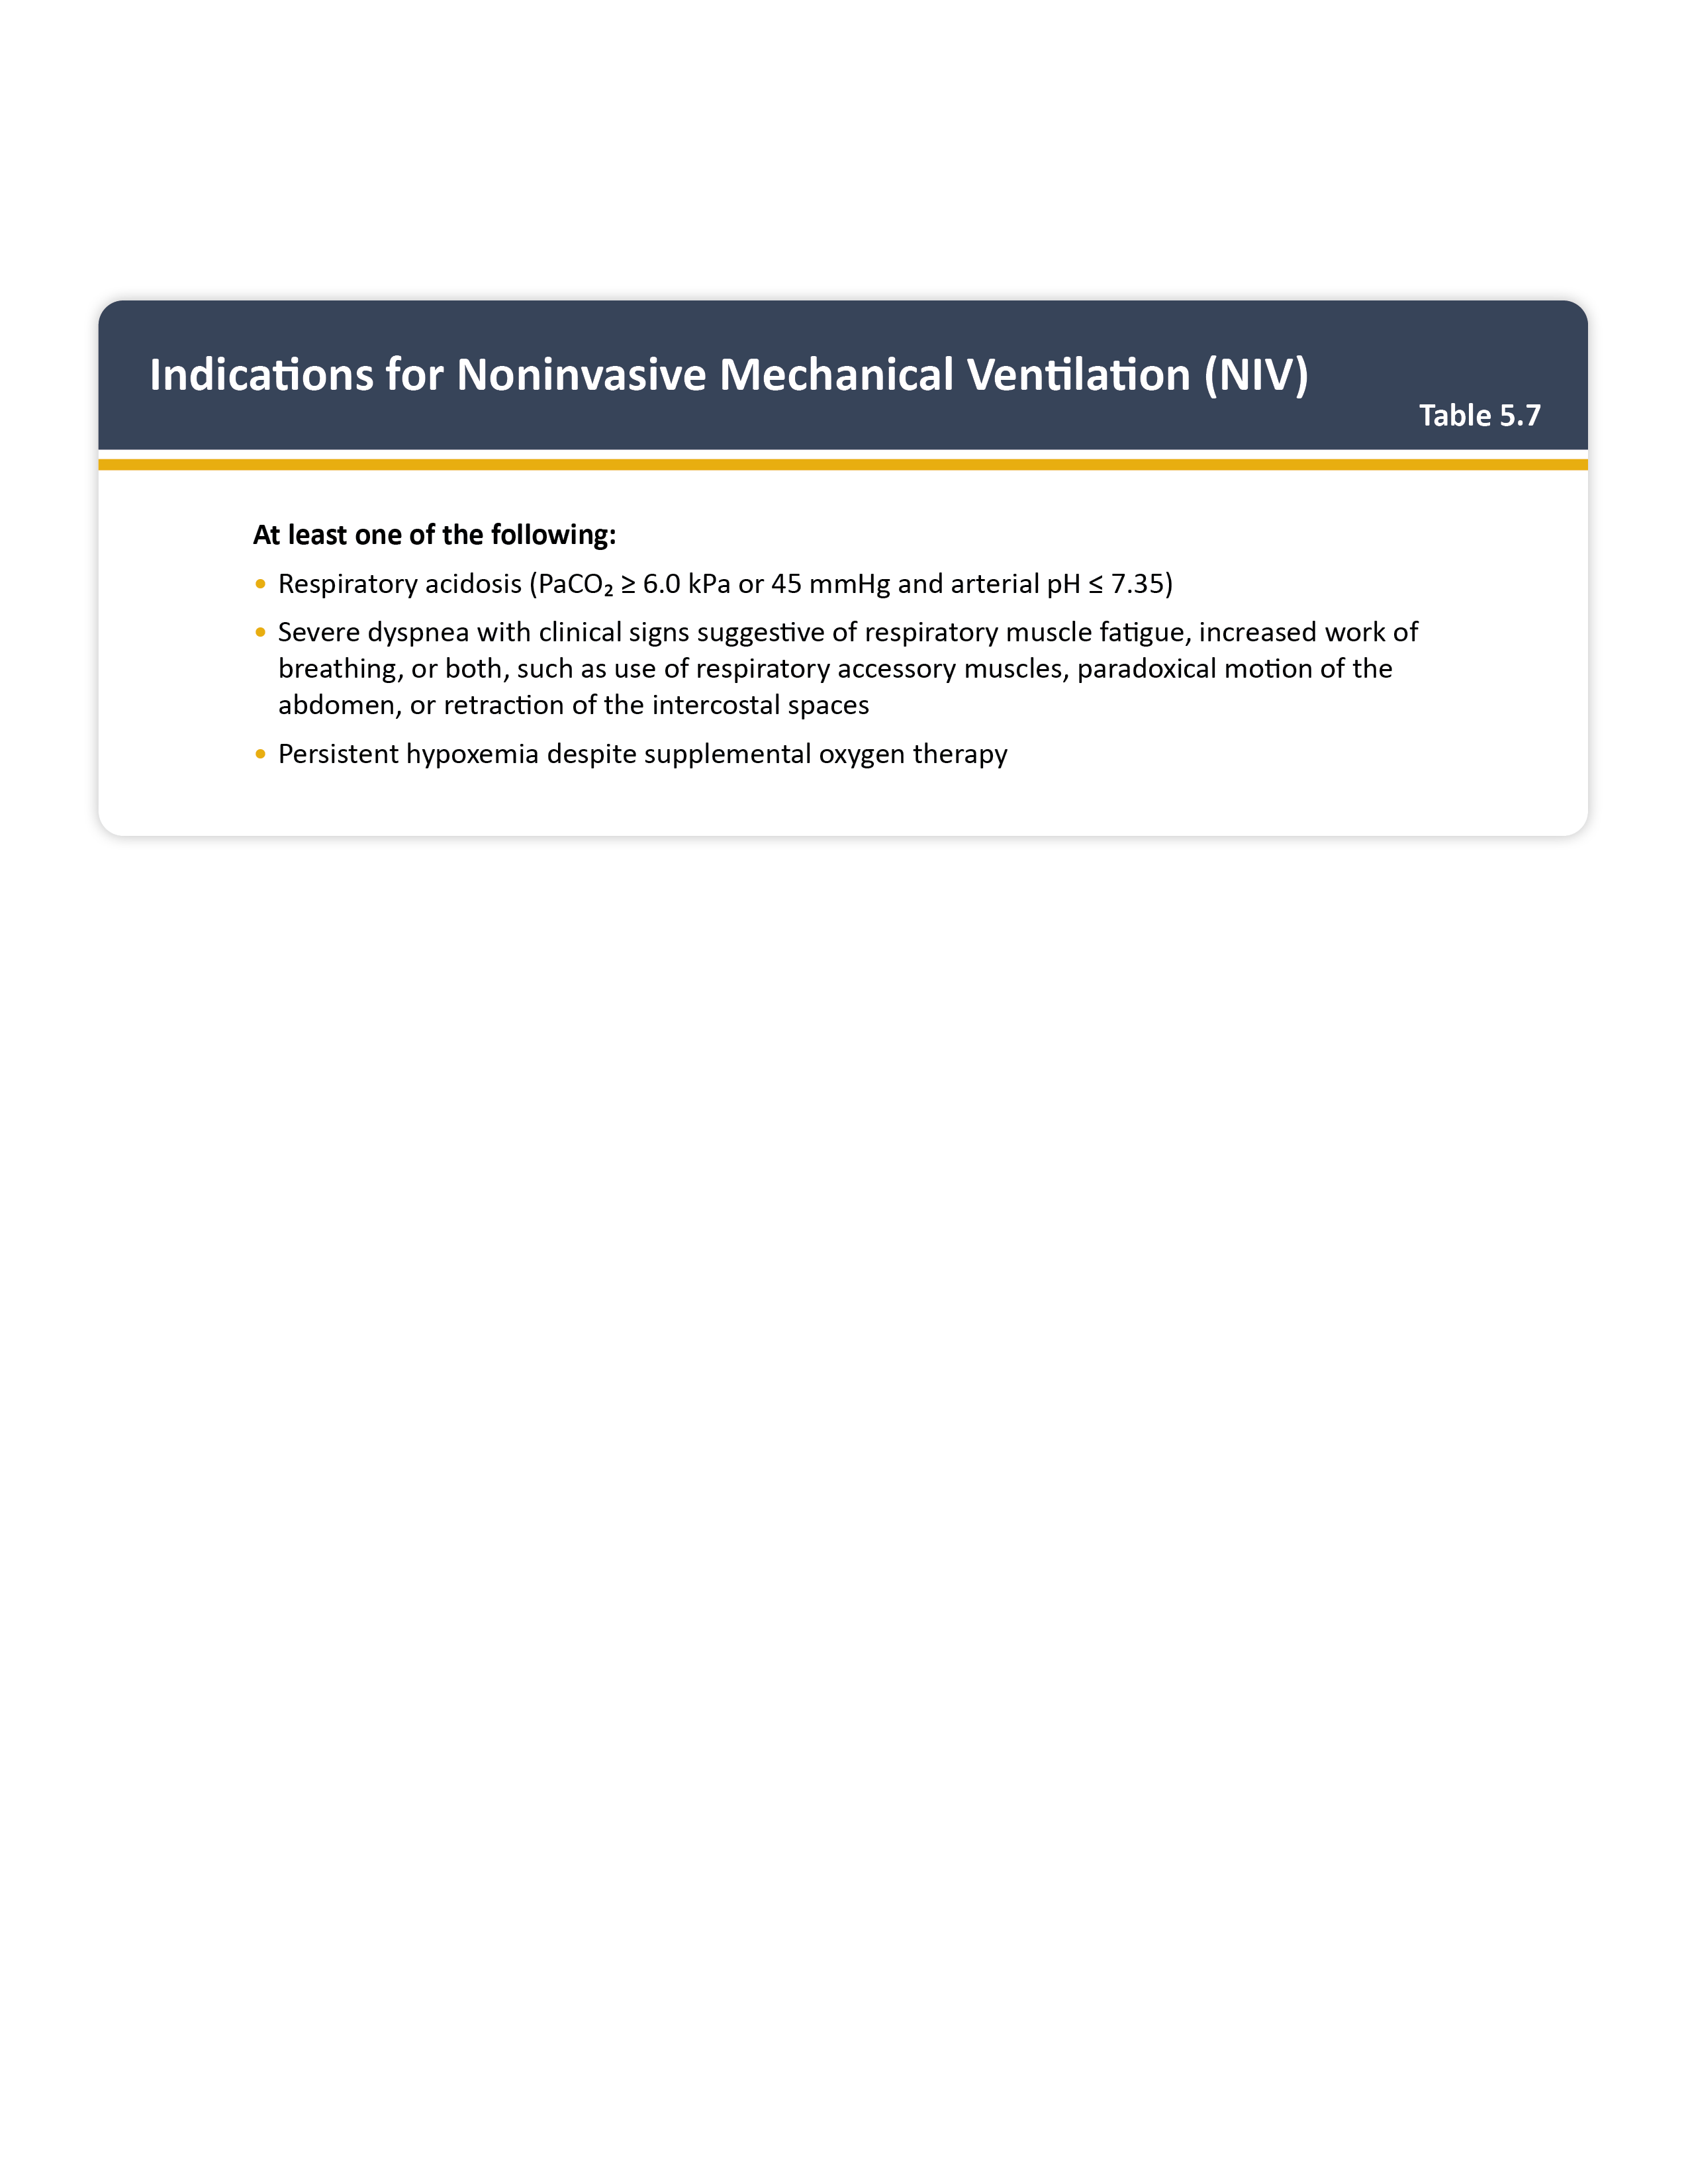 Indications for Noninvasive Mechanical Ventilation (NIV)
Table 5.7
At least one of the following:
• Respiratory acidosis (PaCO₂ ≥ 6.0 kPa or 45 mmHg and arterial pH ≤ 7.35)
• Severe dyspnea with clinical signs suggestive of respiratory muscle fatigue, increased work of
breathing, or both, such as use of respiratory accessory muscles, paradoxical motion of the
abdomen, or retraction of the intercostal spaces
• Persistent hypoxemia despite supplemental oxygen therapy